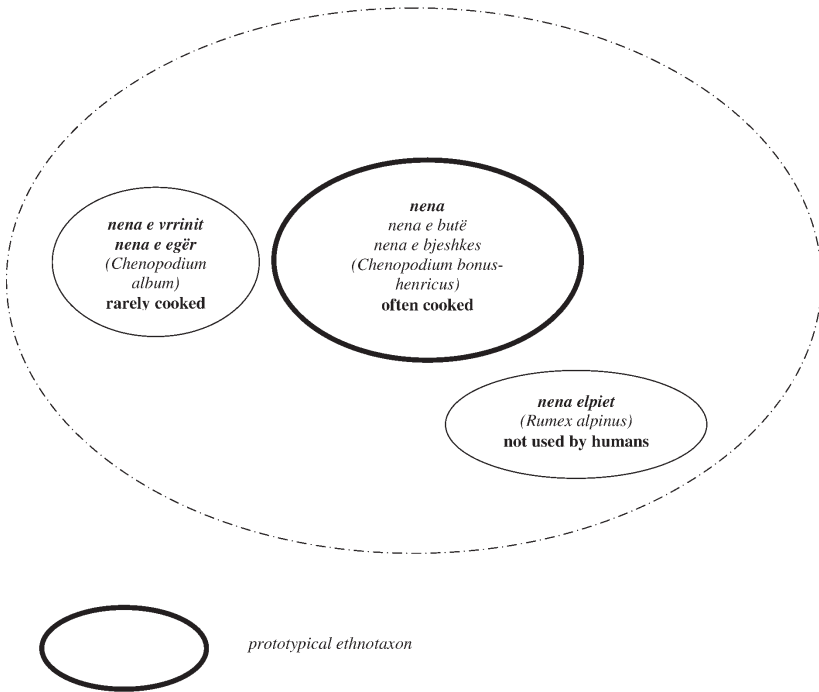 nena e vrrinit
nena e egër
(Chenopodium
album)
rarely cooked
nena
nena e butë
nena e bjeshkes
(Chenopodium bonus-
henricus)
often cooked
nena elpiet
(Rumex alpinus)
not used by humans
prototypical ethnotaxon